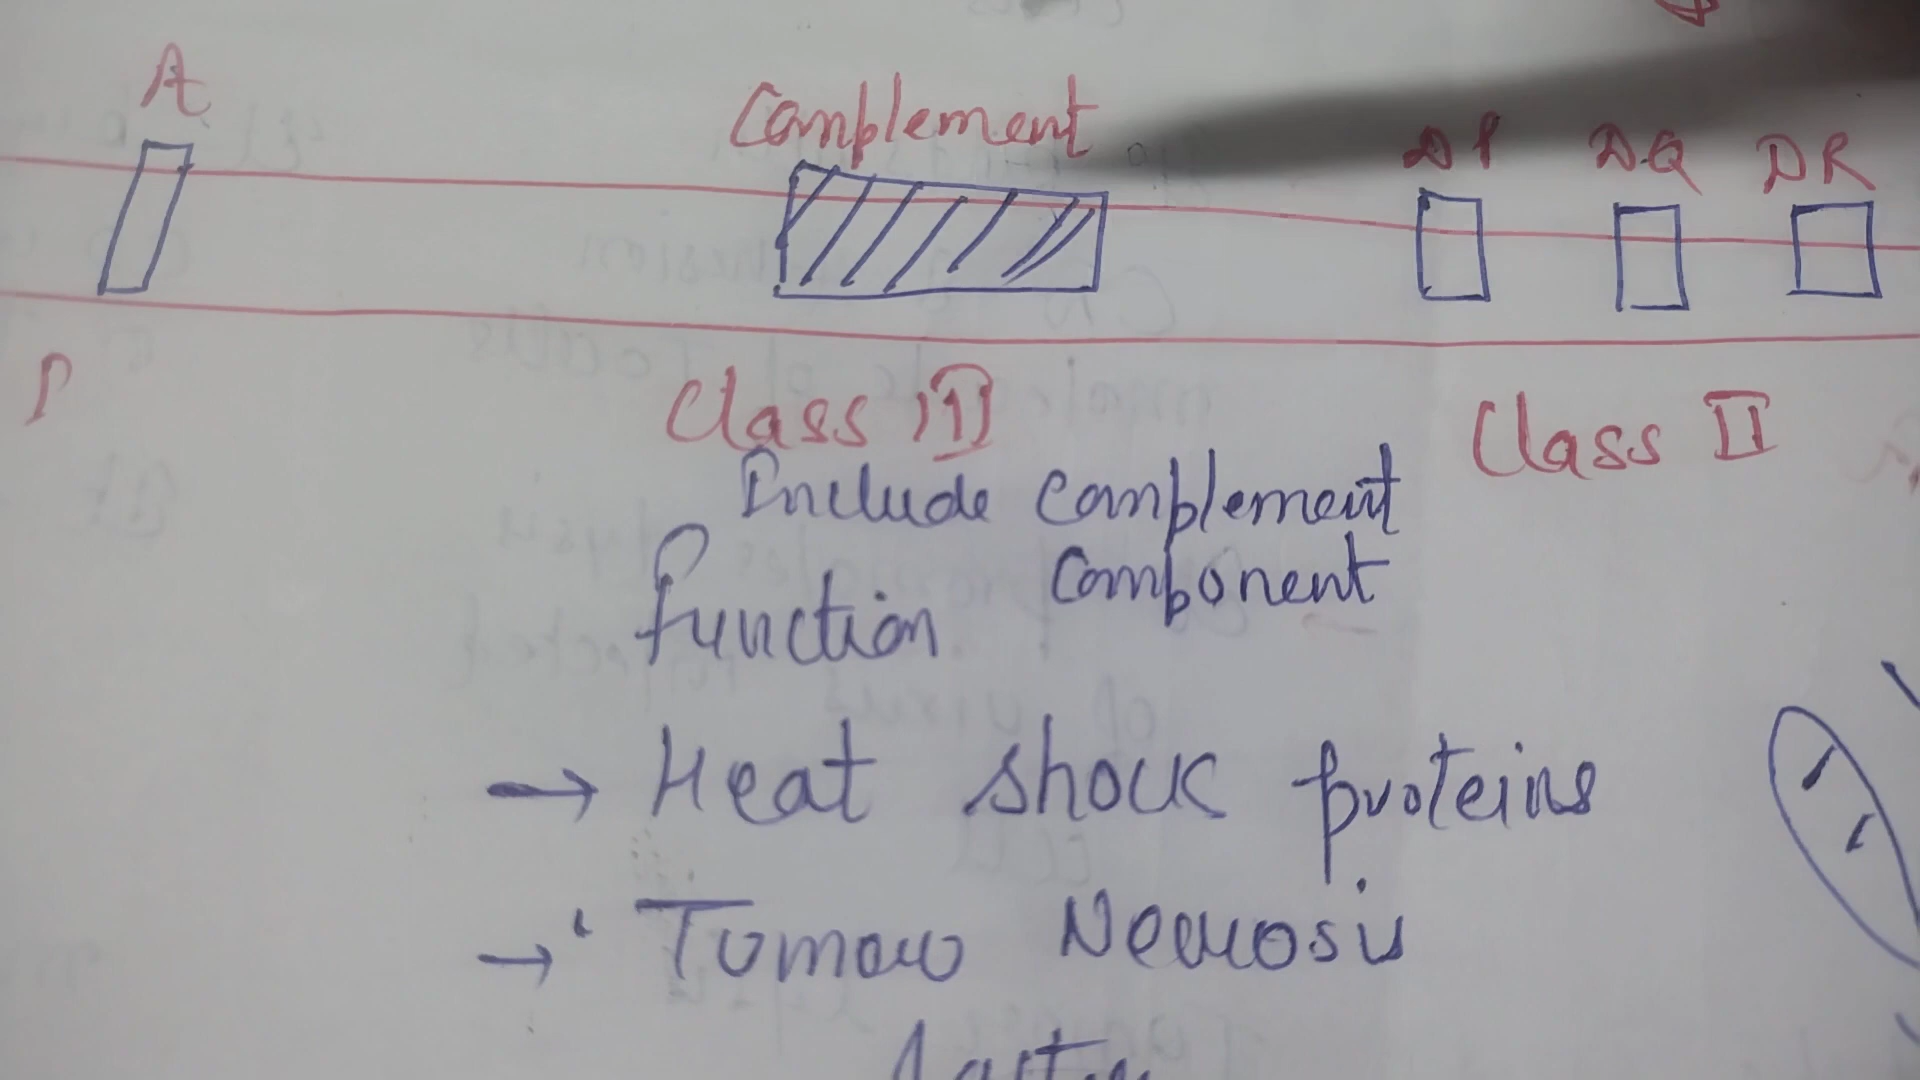 A
Complement
DP DQ DR
Class III
Class II
Include complement
component
function
→ Heat shock proteins
→ Tumour Necrosis